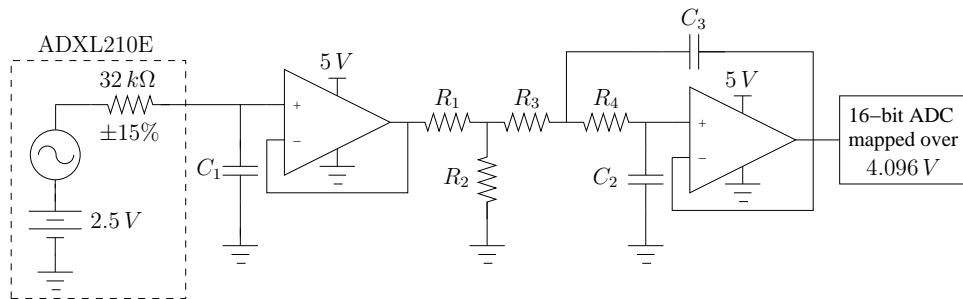 ADXL210E
32 kΩ
±15%
2.5 V
C₁
+
−
5 V
R₁
R₂
R₃
R₄
C₃
C₂
+
−
5 V
16−bit ADC
mapped over
4.096 V